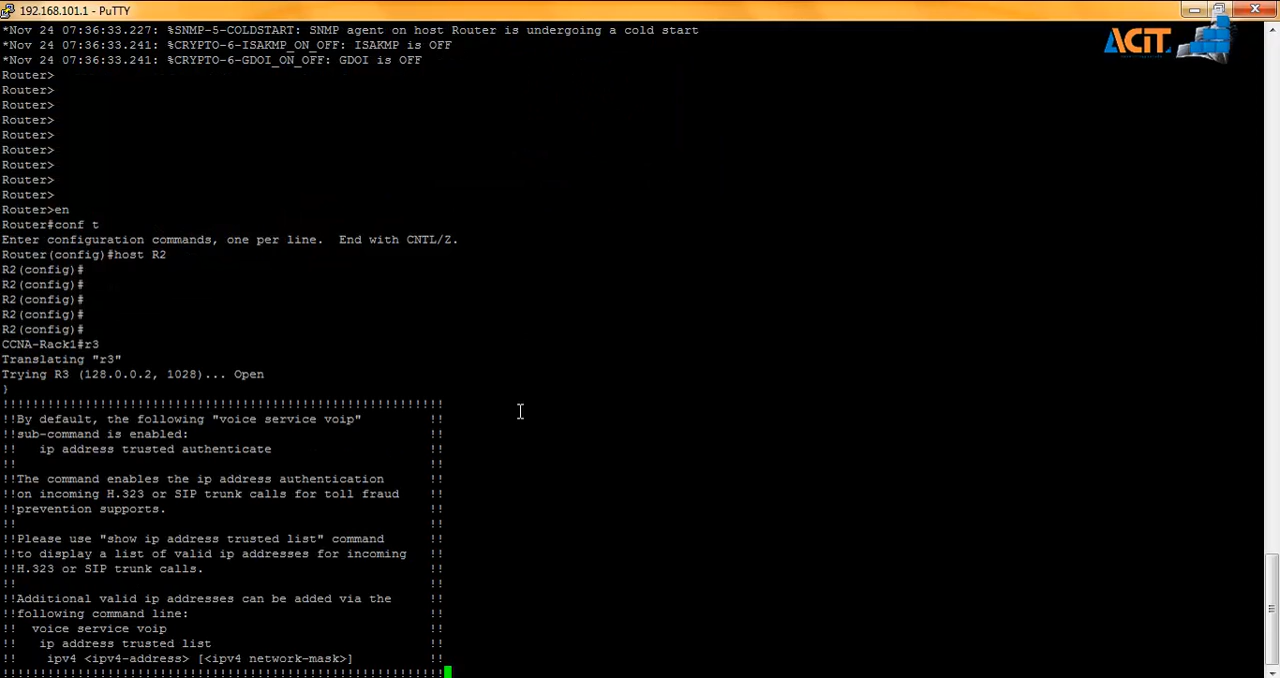 192.168.101.1 - PuTTY
*Nov 24 07:36:33.227: %SNMP-5-COLDSTART: SNMP agent on host Router is undergoing a cold start
*Nov 24 07:36:33.241: %CRYPTO-6-ISAKMP_ON_OFF: ISAKMP is OFF
*Nov 24 07:36:33.241: %CRYPTO-6-GDOI_ON_OFF: GDOI is OFF
ACiT
Router>
Router>
Router>
Router>
Router>
Router>
Router>
Router>
Router>
Router>en
Router#conf t
Enter configuration commands, one per line.  End with CNTL/Z.
Router(config)#host R2
R2(config)#
R2(config)#
R2(config)#
R2(config)#
R2(config)#
CCNA-Rack1#r3
Translating "r3"
Trying R3 (128.0.0.2, 1028)... Open
}
!!!!!!!!!!!!!!!!!!!!!!!!!!!!!!!!!!!!!!!!!!!!!!!!!!!!!!!!!!!
!!By default, the following "voice service voip"         !!
!!sub-command is enabled:                                !!
!!   ip address trusted authenticate                     !!
!!                                                       !!
!!The command enables the ip address authentication      !!
!!on incoming H.323 or SIP trunk calls for toll fraud    !!
!!prevention supports.                                   !!
!!                                                       !!
!!Please use "show ip address trusted list" command      !!
!!to display a list of valid ip addresses for incoming   !!
!!H.323 or SIP trunk calls.                              !!
!!                                                       !!
!!Additional valid ip addresses can be added via the     !!
!!following command line:                                !!
!!  voice service voip                                   !!
!!   ip address trusted list                             !!
!!    ipv4 <ipv4-address> [<ipv4 network-mask>]          !!
!!!!!!!!!!!!!!!!!!!!!!!!!!!!!!!!!!!!!!!!!!!!!!!!!!!!!!!!!!!